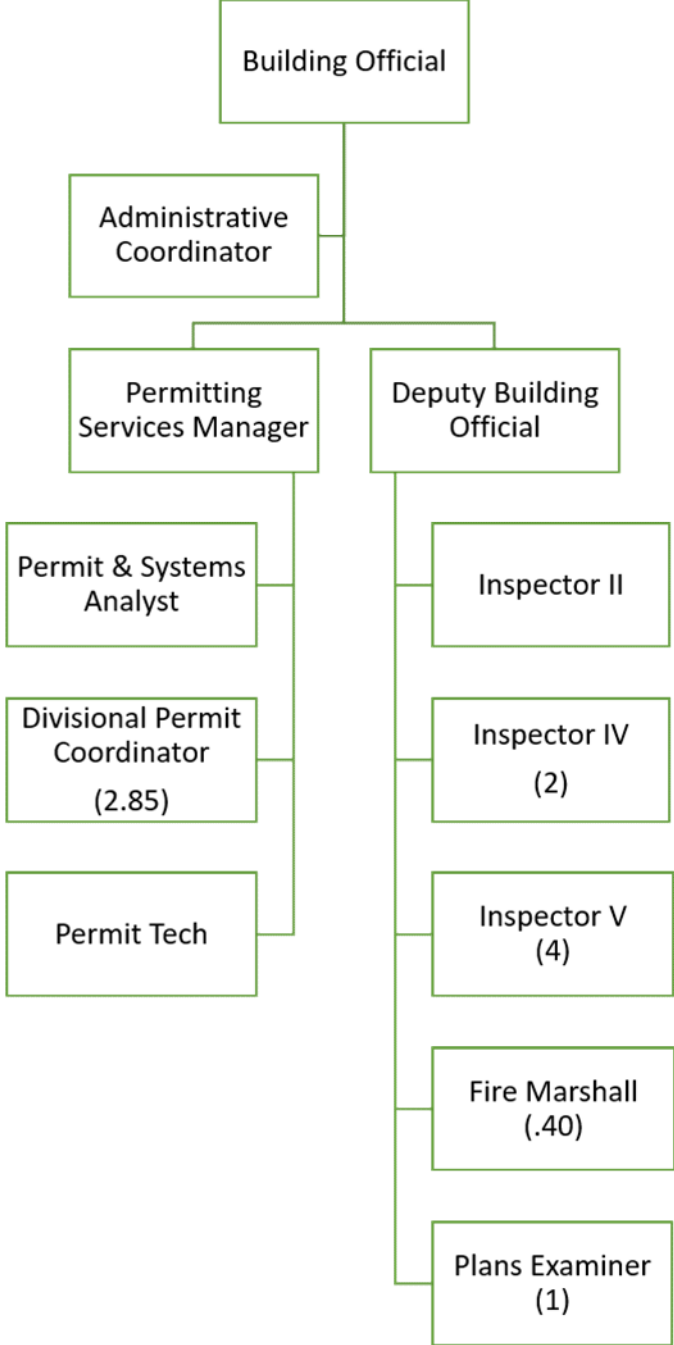 Building Official
Administrative
Coordinator
Permitting
Services Manager
Deputy Building
Official
Permit & Systems
Analyst
Divisional Permit
Coordinator
(2.85)
Permit Tech
Inspector II
Inspector IV
(2)
Inspector V
(4)
Fire Marshall
(.40)
Plans Examiner
(1)